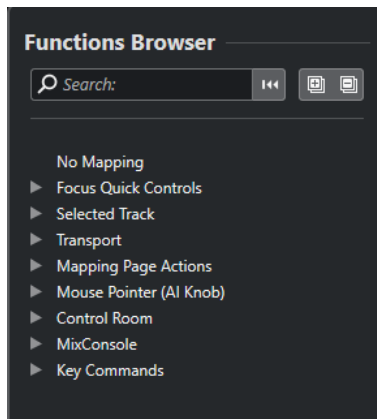 Functions Browser
Search:
No Mapping
Focus Quick Controls
Selected Track
Transport
Mapping Page Actions
Mouse Pointer (AI Knob)
Control Room
MixConsole
Key Commands